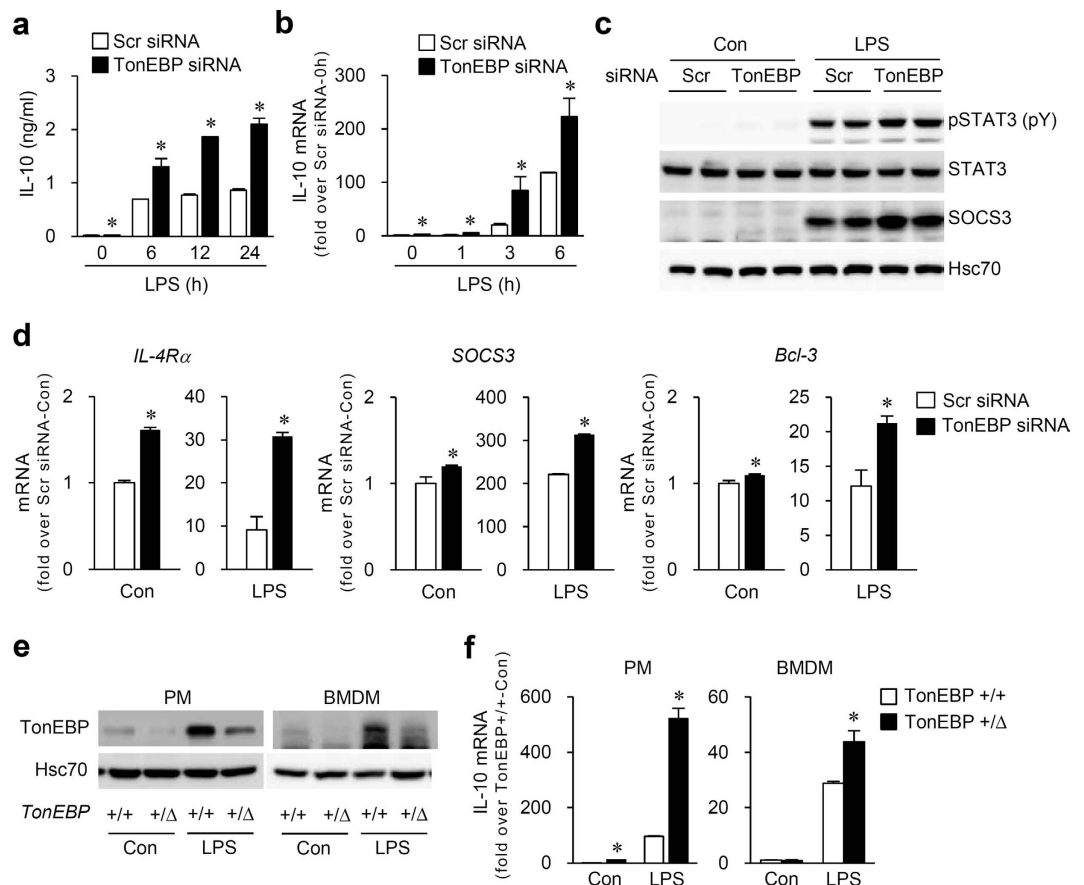 a
Scr siRNA
TonEBP siRNA
IL-10 (ng/ml)
3
2
1
0
* * * *
0 6 12 24
LPS (h)
b
Scr siRNA
TonEBP siRNA
IL-10 mRNA
(fold over Scr siRNA-0h)
300
200
100
0
* * * *
0 1 3 6
LPS (h)
c
Con LPS
siRNA Scr TonEBP Scr TonEBP
pSTAT3 (pY)
STAT3
SOCS3
Hsc70
d
IL-4Rα
mRNA
(fold over Scr siRNA-Con)
2
1
0
*
Con
40
30
20
10
0
*
LPS
SOCS3
mRNA
(fold over Scr siRNA-Con)
2
1
0
*
Con
400
300
200
100
0
*
LPS
Bcl-3
mRNA
(fold over Scr siRNA-Con)
2
1
0
*
Con
25
20
15
10
5
0
*
LPS
Scr siRNA
TonEBP siRNA
e
PM BMDM
TonEBP
Hsc70
TonEBP +/+ +/Δ +/+ +/Δ +/+ +/Δ +/+ +/Δ
Con LPS Con LPS
f
IL-10 mRNA
(fold over TonEBP+/+-Con)
PM
600
400
200
0
* *
Con LPS
BMDM
60
40
20
0
*
Con LPS
TonEBP +/+
TonEBP +/Δ